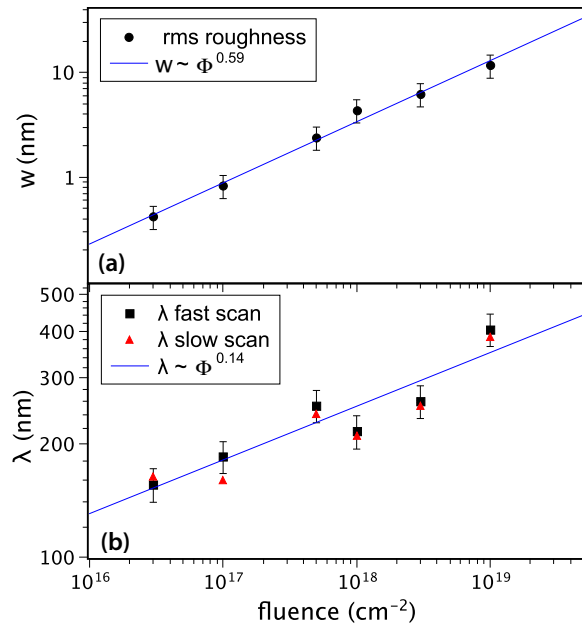 rms roughness
w ~ Φ^0.59
10
1
w (nm)
(a)
λ fast scan
λ slow scan
λ ~ Φ^0.14
500
400
300
200
100
λ (nm)
(b)
10^16
10^17
10^18
10^19
fluence (cm^−2)